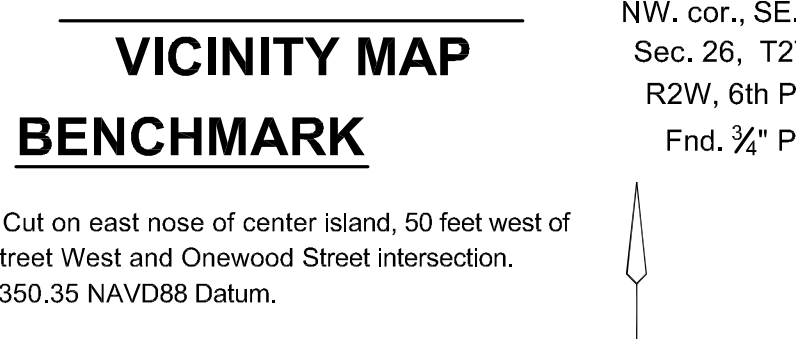 VICINITY MAP
BENCHMARK
Cut on east nose of center island, 50 feet west of
treet West and Onewood Street intersection.
350.35 NAVD88 Datum.
NW. cor., SE.
Sec. 26, T2
R2W, 6th P
Fnd. ¾" P